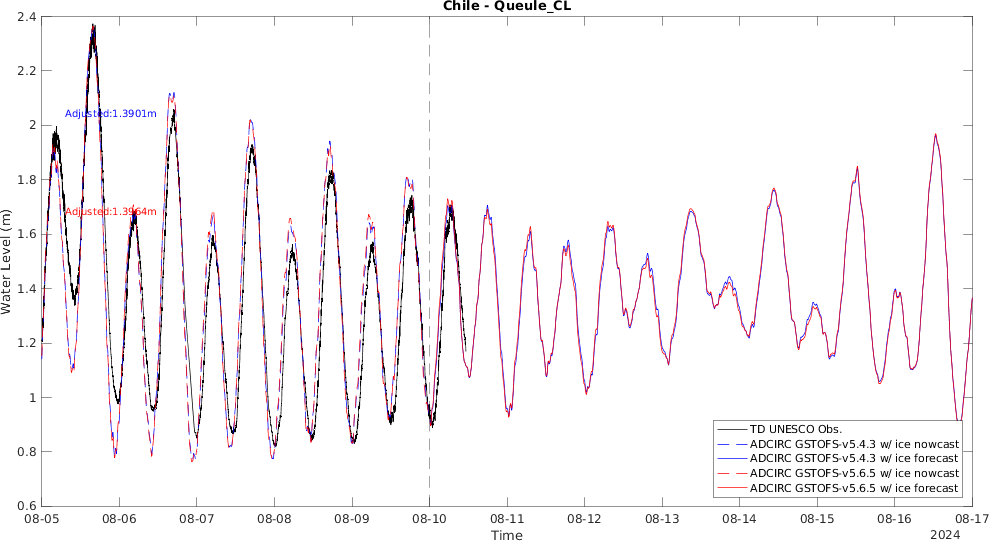 Chile - Queule_CL
2.4
2.2
2
1.8
1.6
1.4
1.2
1
0.8
0.6
Water Level (m)
Adjusted:1.3901m
Adjusted:1.3964m
08-05
08-06
08-07
08-08
08-09
08-10
08-11
08-12
08-13
08-14
08-15
08-16
08-17
Time
2024
TD UNESCO Obs.
ADCIRC GSTOFS-v5.4.3 w/ ice nowcast
ADCIRC GSTOFS-v5.4.3 w/ ice forecast
ADCIRC GSTOFS-v5.6.5 w/ ice nowcast
ADCIRC GSTOFS-v5.6.5 w/ ice forecast